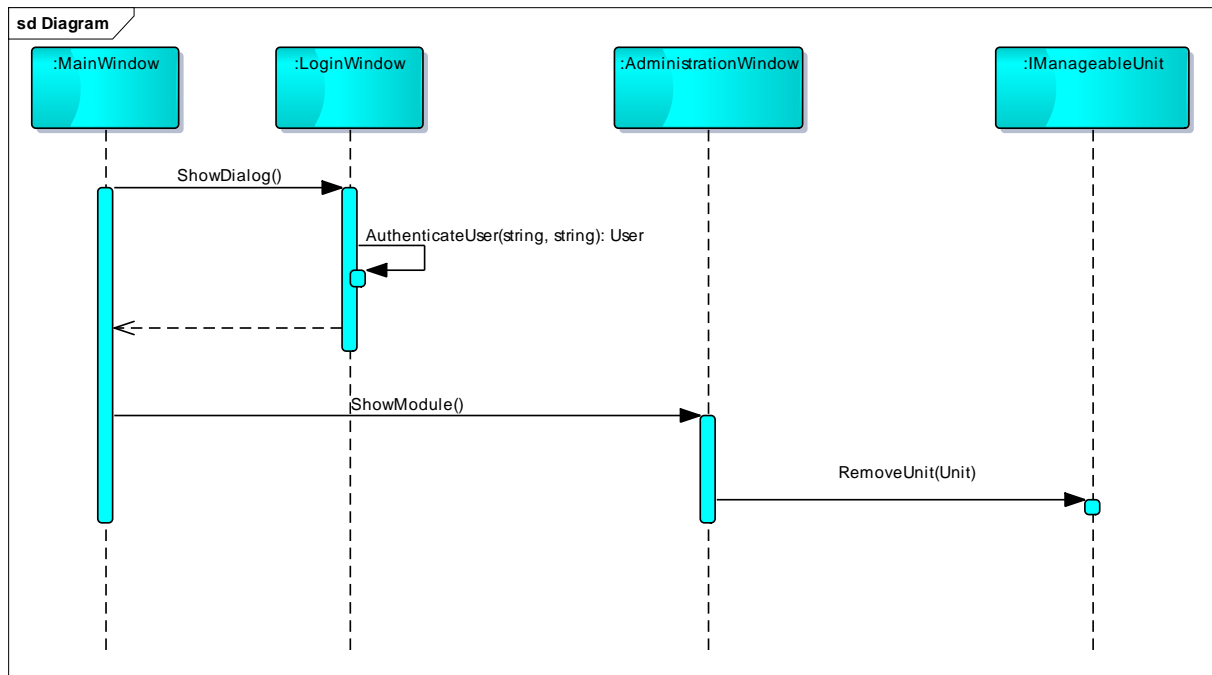 sd Diagram
:MainWindow
:LoginWindow
:AdministrationWindow
:IManageableUnit
ShowDialog()
AuthenticateUser(string, string): User
ShowModule()
RemoveUnit(Unit)